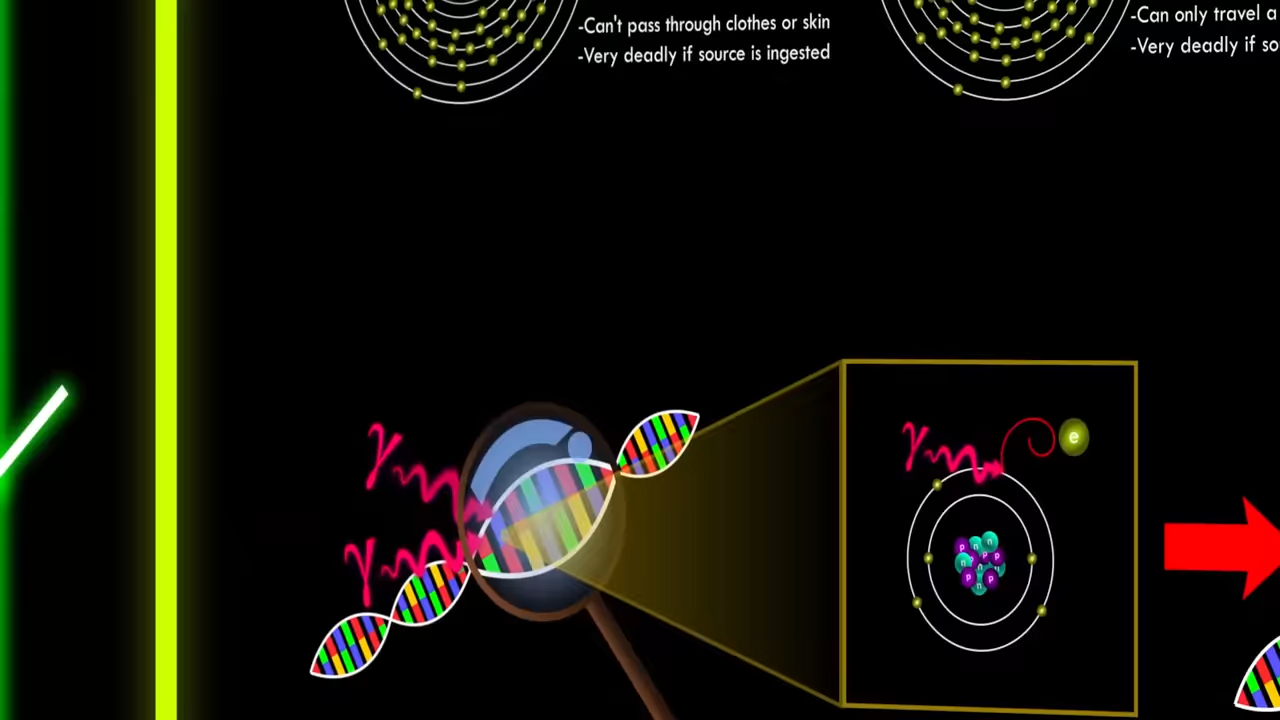 -Can't pass through clothes or skin
-Very deadly if source is ingested
-Can only travel a
-Very deadly if so
γ
γ
γ
e
p
n
n
p
p
n
n
p
p
n